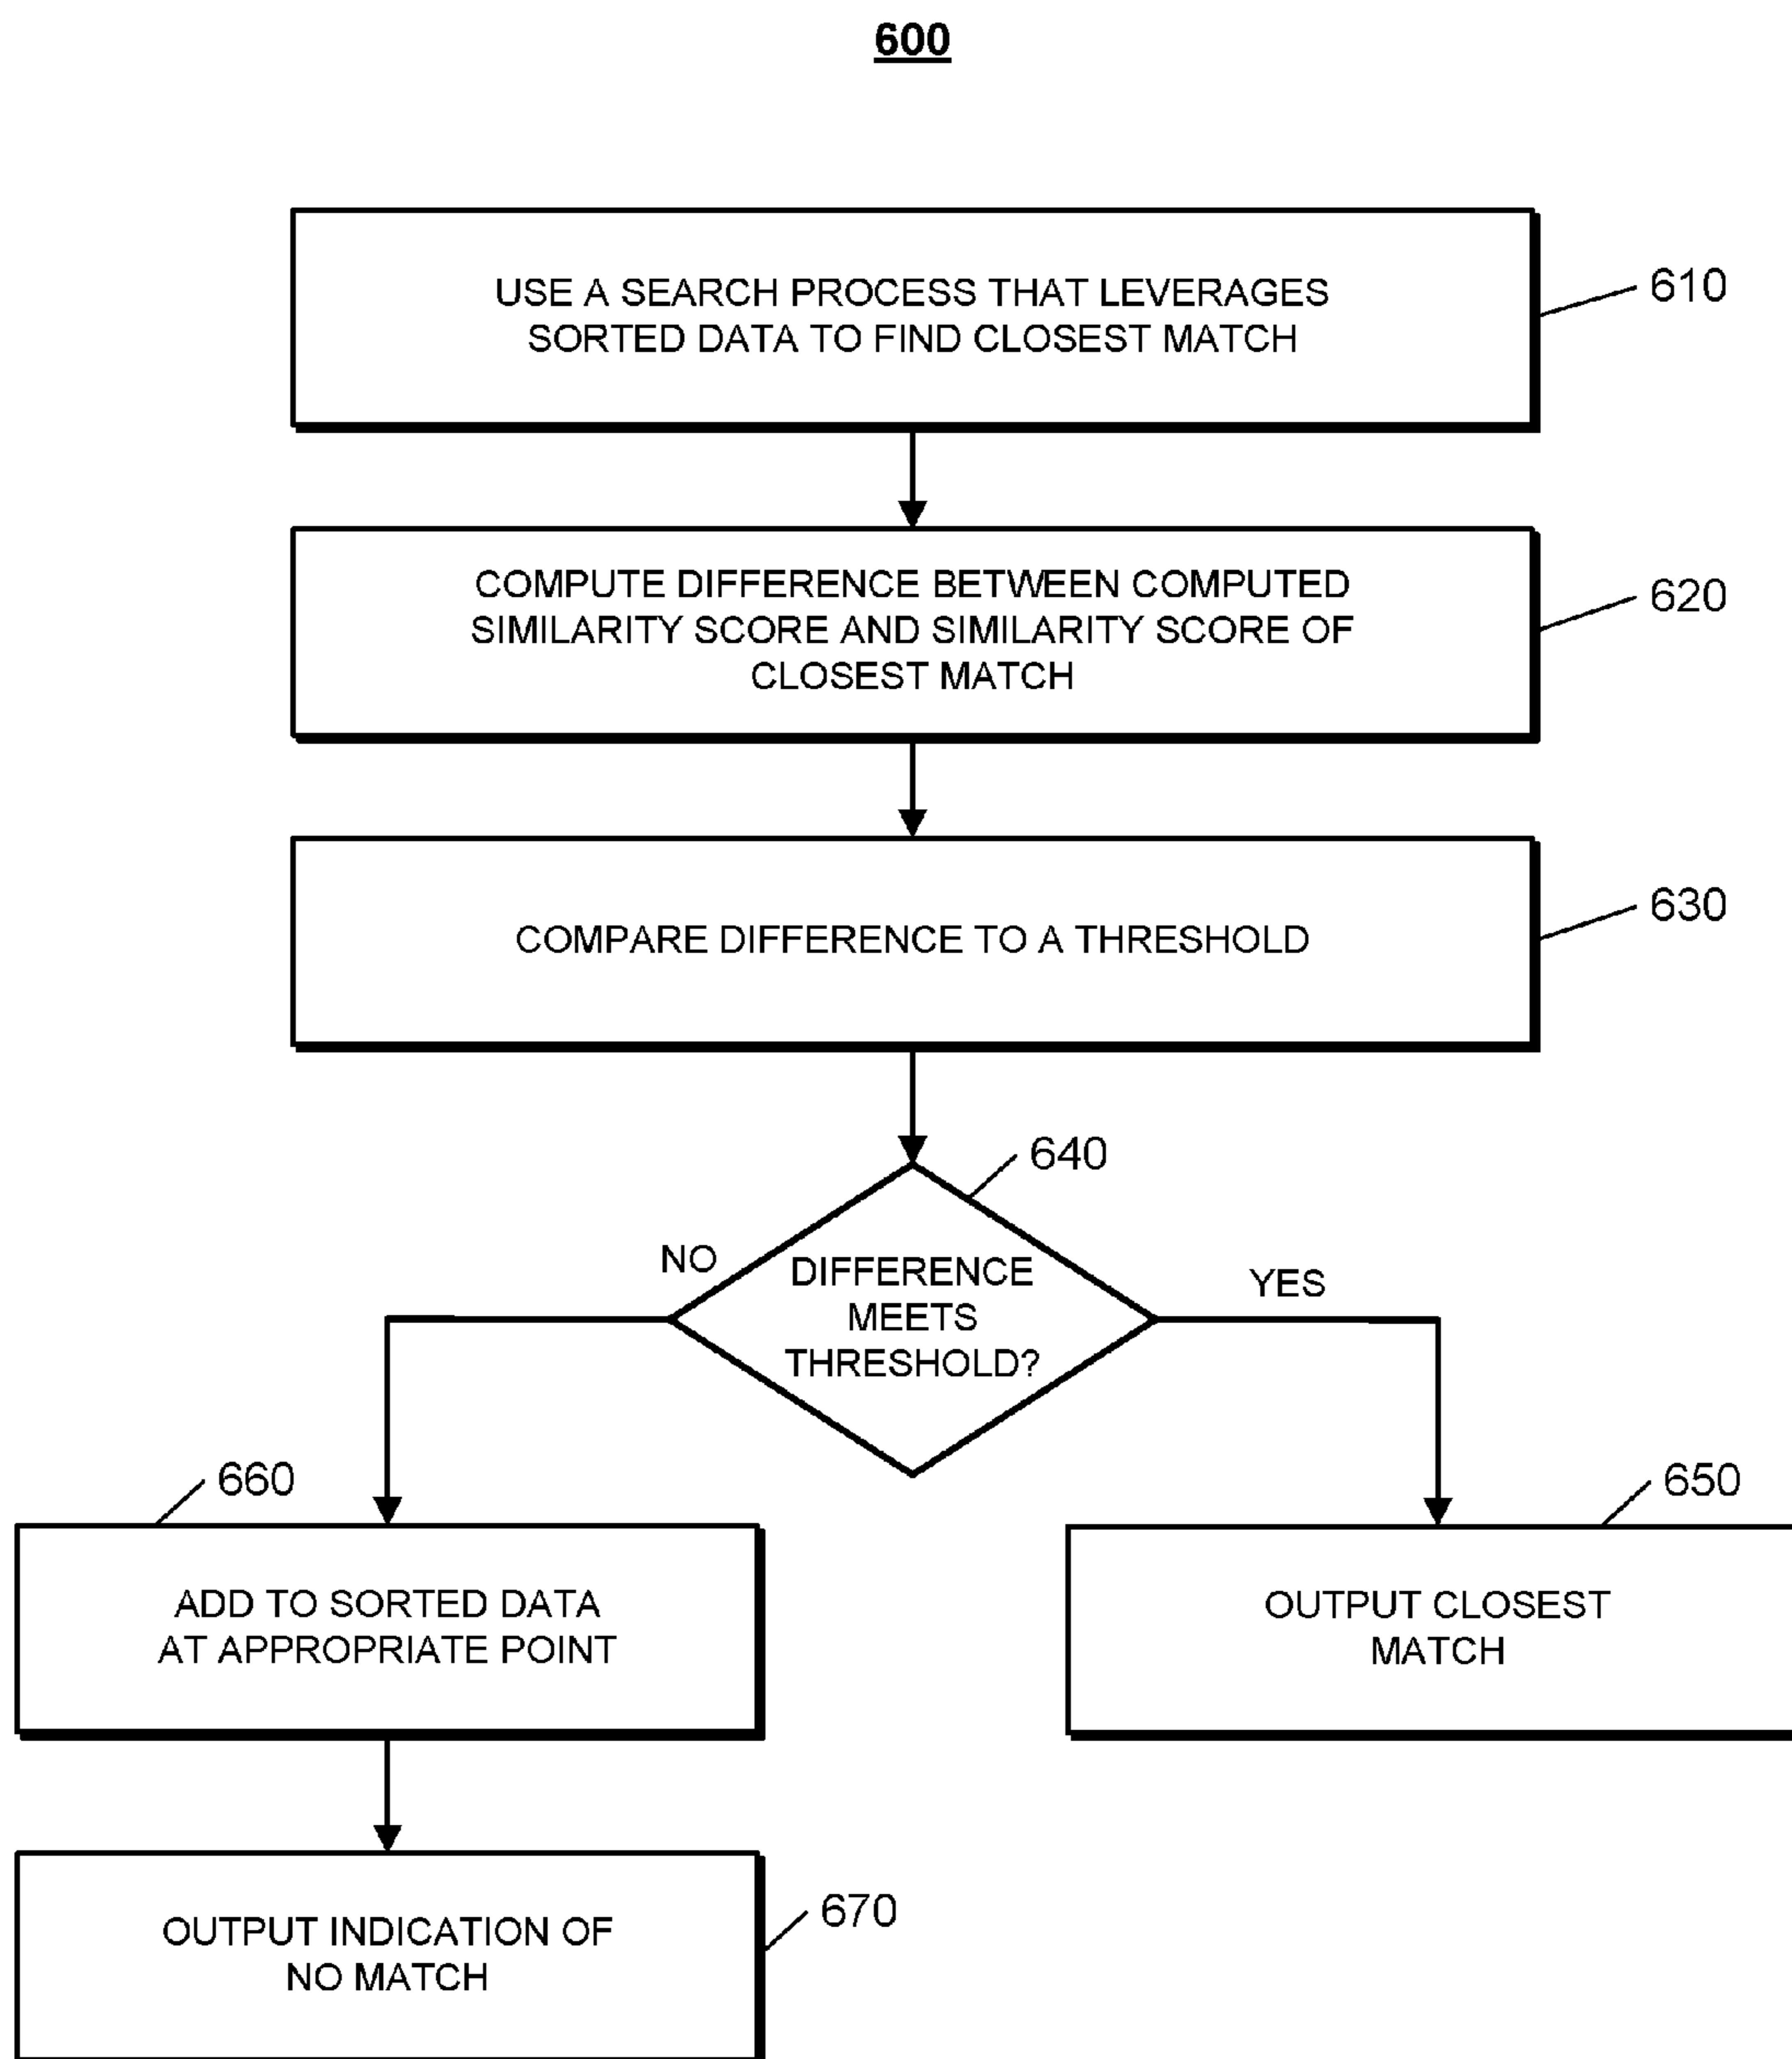 600
USE A SEARCH PROCESS THAT LEVERAGES
SORTED DATA TO FIND CLOSEST MATCH
610
COMPUTE DIFFERENCE BETWEEN COMPUTED
SIMILARITY SCORE AND SIMILARITY SCORE OF
CLOSEST MATCH
620
COMPARE DIFFERENCE TO A THRESHOLD
630
640
NO
DIFFERENCE
MEETS
THRESHOLD?
YES
660
ADD TO SORTED DATA
AT APPROPRIATE POINT
650
OUTPUT CLOSEST
MATCH
OUTPUT INDICATION OF
NO MATCH
670